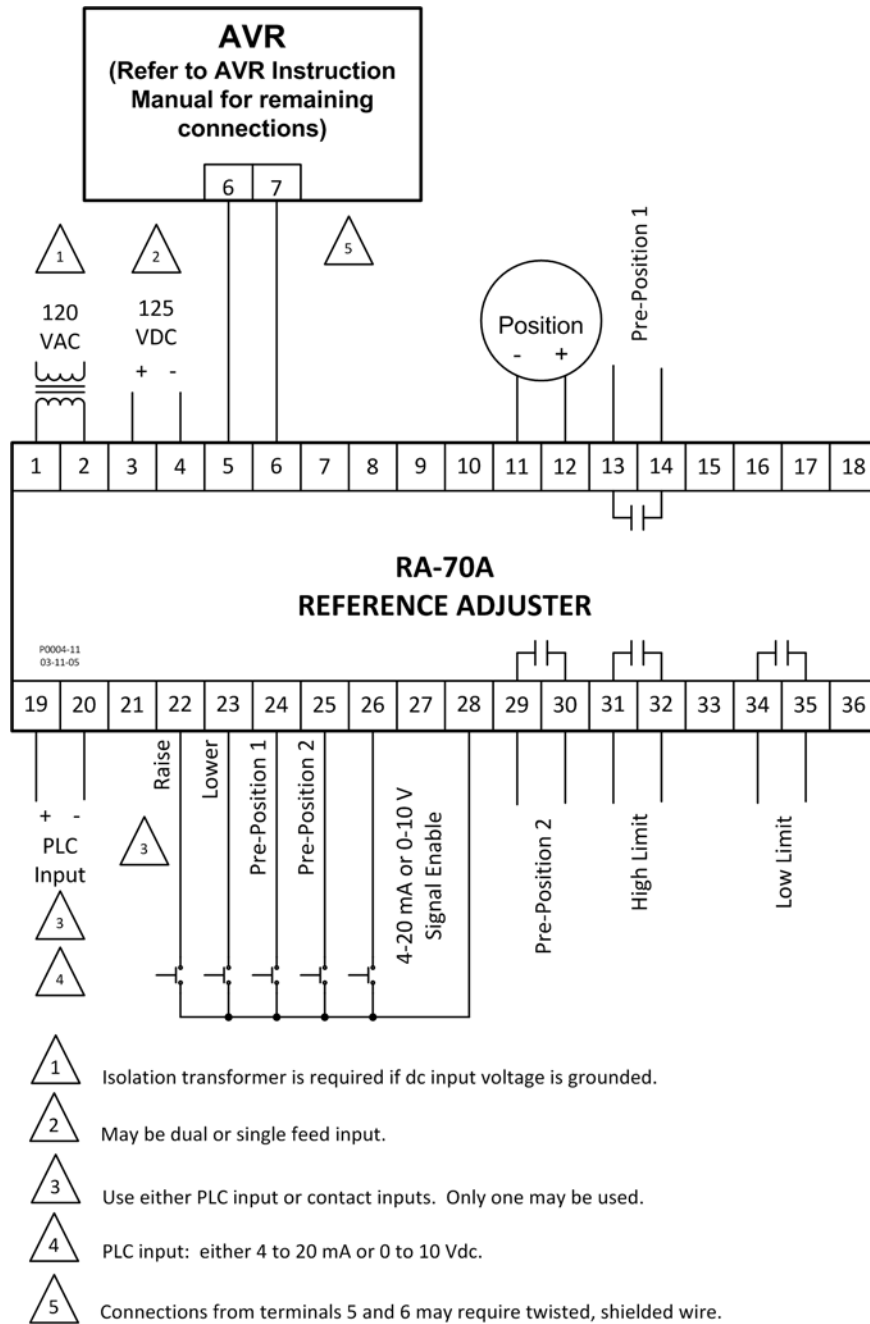 AVR
(Refer to AVR Instruction
Manual for remaining
connections)
6 7
1
2
5
120
VAC
125
VDC
+ -
Position
- +
Pre-Position 1
1 2 3 4 5 6 7 8 9 10 11 12 13 14 15 16 17 18
RA-70A
REFERENCE ADJUSTER
P0004-11
03-11-05
19 20 21 22 23 24 25 26 27 28 29 30 31 32 33 34 35 36
+ -
PLC
Input
3
4
3
Raise
Lower
Pre-Position 1
Pre-Position 2
4-20 mA or 0-10 V
Signal Enable
Pre-Position 2
High Limit
Low Limit
1 Isolation transformer is required if dc input voltage is grounded.
2 May be dual or single feed input.
3 Use either PLC input or contact inputs. Only one may be used.
4 PLC input: either 4 to 20 mA or 0 to 10 Vdc.
5 Connections from terminals 5 and 6 may require twisted, shielded wire.